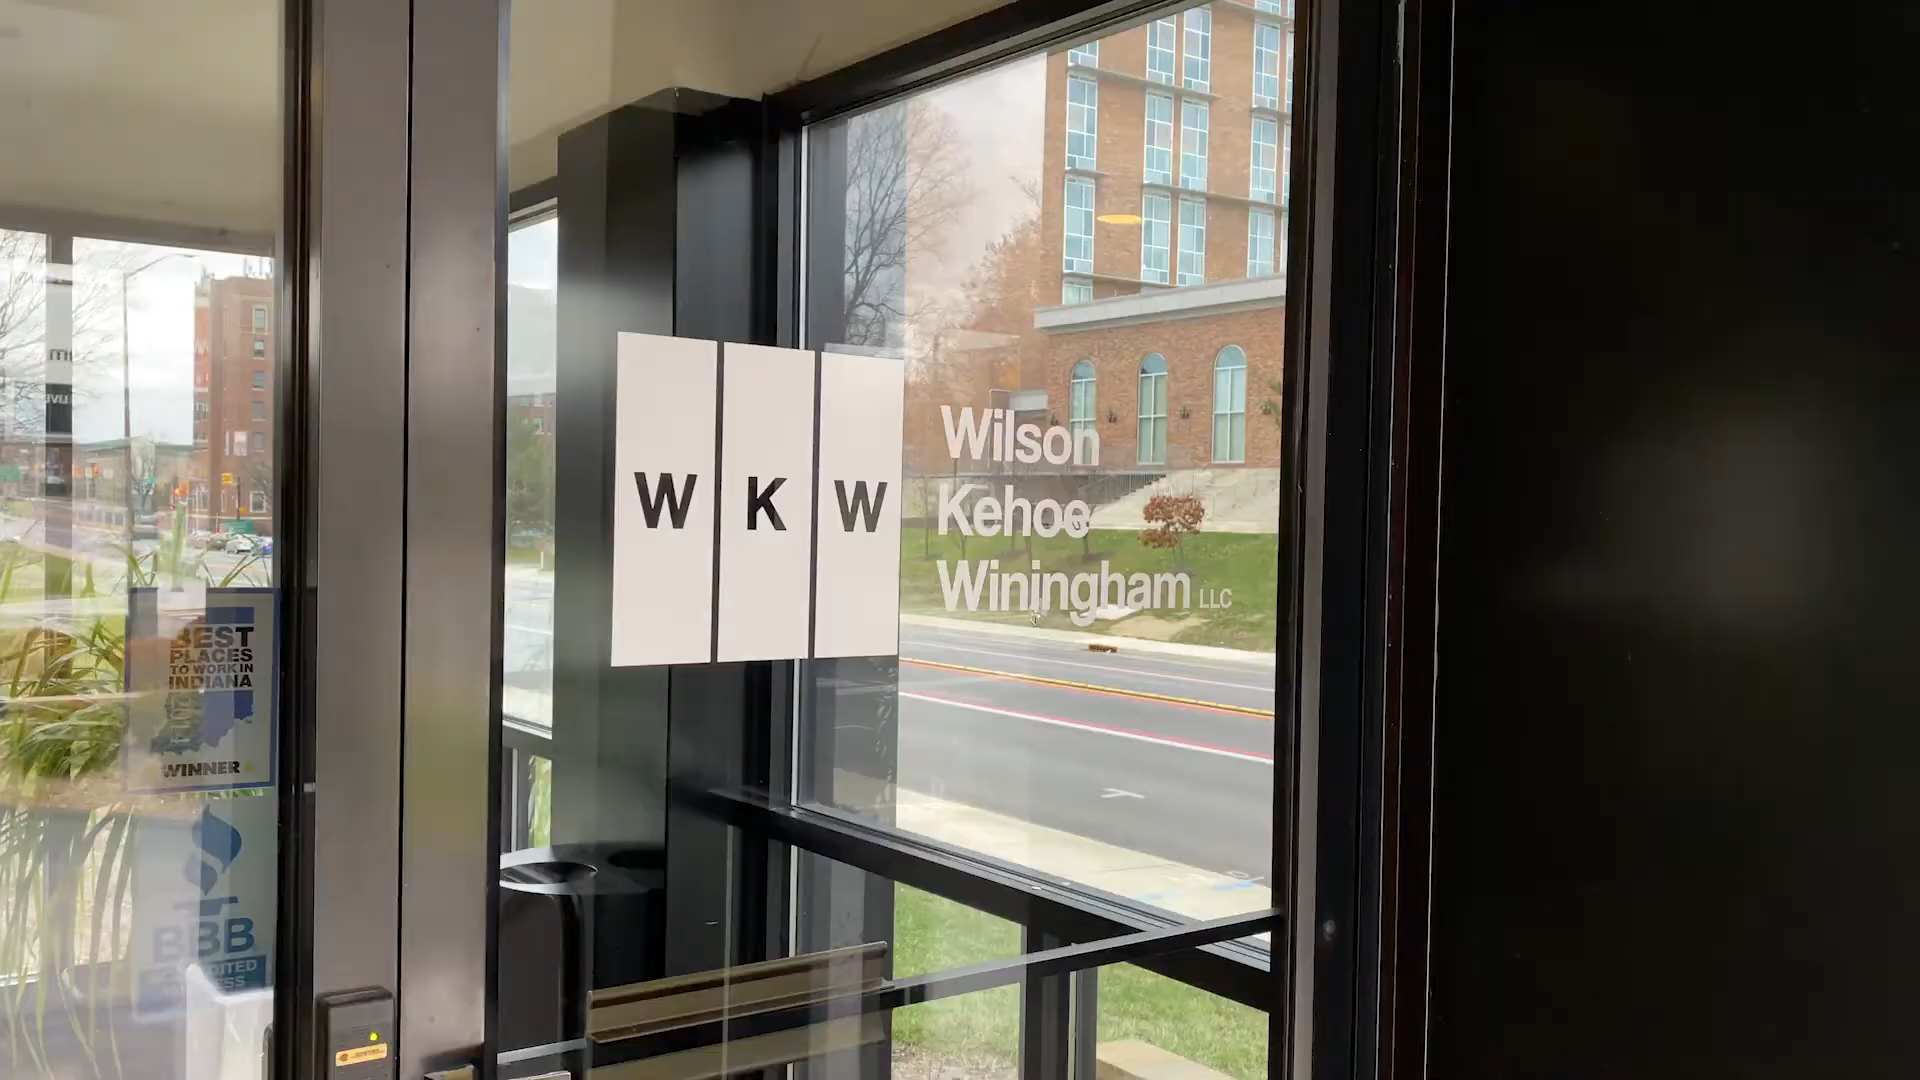 W K W
Wilson
Kehoe
Winingham LLC
BEST
PLACES
TO WORK IN
INDIANA
WINNER
BBB